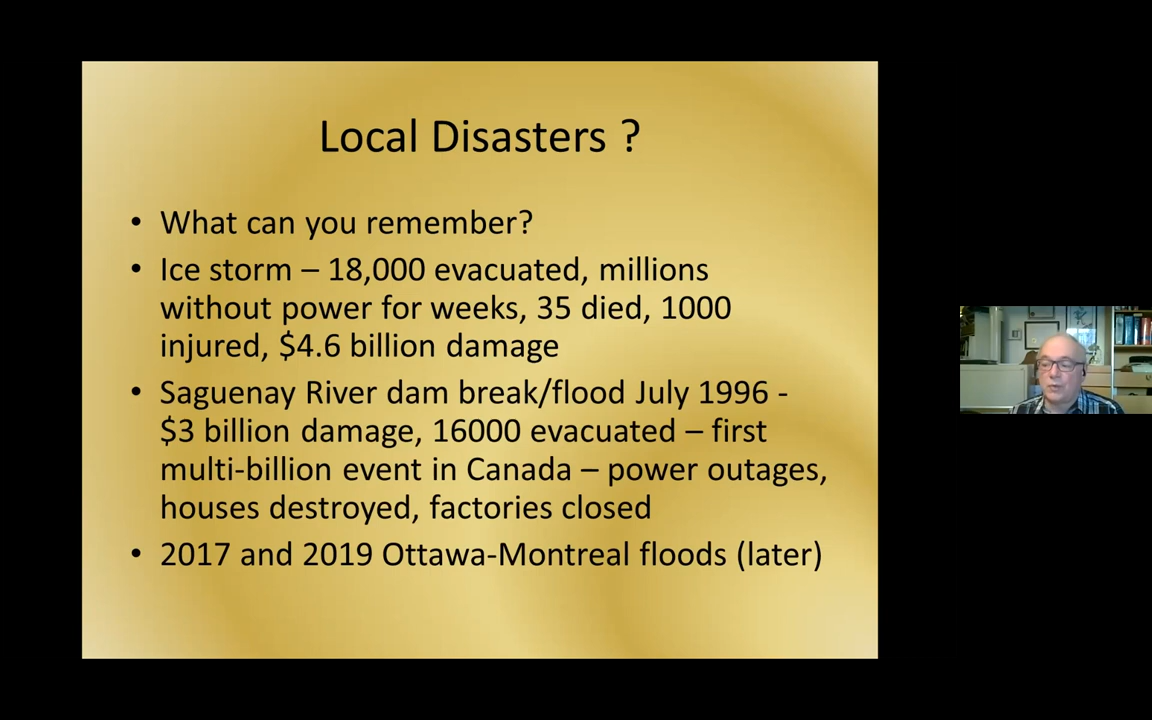 Local Disasters ?
• What can you remember?
• Ice storm – 18,000 evacuated, millions
without power for weeks, 35 died, 1000
injured, $4.6 billion damage
• Saguenay River dam break/flood July 1996 -
$3 billion damage, 16000 evacuated – first
multi-billion event in Canada – power outages,
houses destroyed, factories closed
• 2017 and 2019 Ottawa-Montreal floods (later)